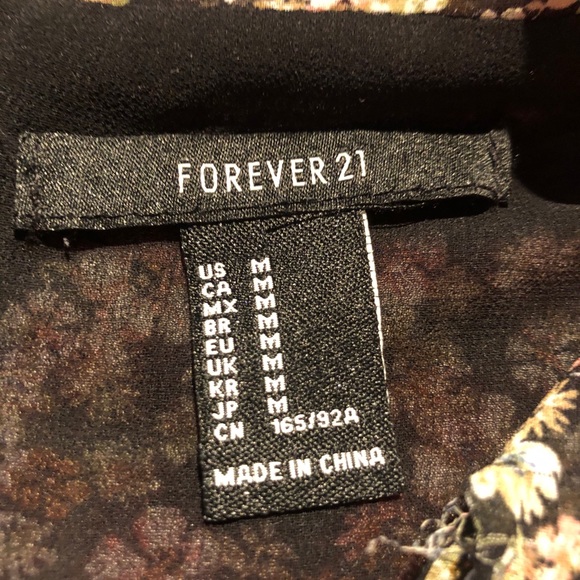 FOREVER 21
US M
CA M
MX M
BR M
EU M
UK M
KR M
JP M
CN 165/92A
MADE IN CHINA